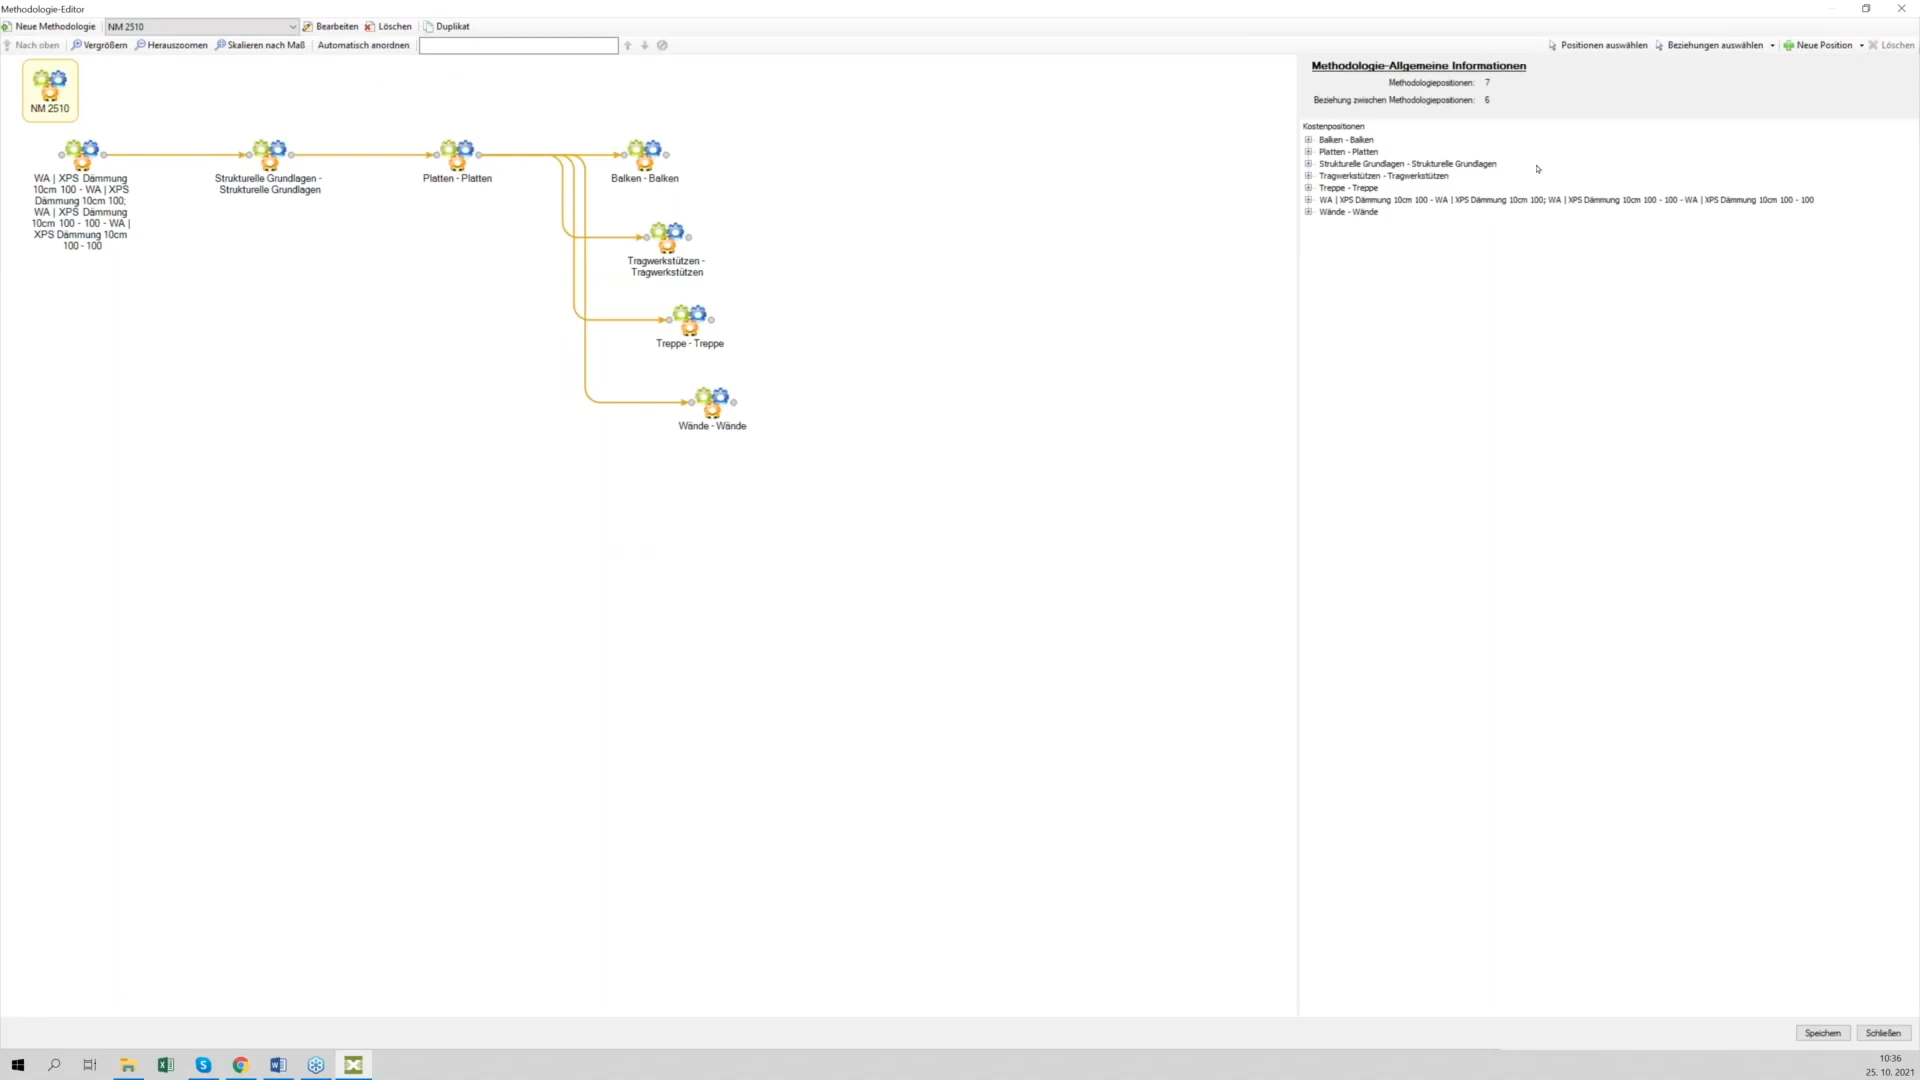 Methodologie-Editor
Neue Methodologie NM 2510 Bearbeiten Löschen Duplikat
Nach oben Vergrößern Herauszoomen Skalieren nach Maß Automatisch anordnen Positionen auswählen Beziehungen auswählen Neue Position Löschen
NM 2510
WA | XPS Dämmung
10cm 100 - WA | XPS
Dämmung 10cm 100;
WA | XPS Dämmung
10cm 100 - 100 - WA |
XPS Dämmung 10cm
100 - 100
Strukturelle Grundlagen -
Strukturelle Grundlagen
Platten - Platten
Balken - Balken
Tragwerkstützen -
Tragwerkstützen
Treppe - Treppe
Wände - Wände
Methodologie-Allgemeine Informationen
Methodologiepositionen: 7
Beziehung zwischen Methodologiepositionen: 6
Kostenpositionen
Balken - Balken
Platten - Platten
Strukturelle Grundlagen - Strukturelle Grundlagen
Tragwerkstützen - Tragwerkstützen
Treppe - Treppe
WA | XPS Dämmung 10cm 100 - WA | XPS Dämmung 10cm 100; WA | XPS Dämmung 10cm 100 - 100 - WA | XPS Dämmung 10cm 100 - 100
Wände - Wände
Speichern Schließen
10:36
25. 10. 2021